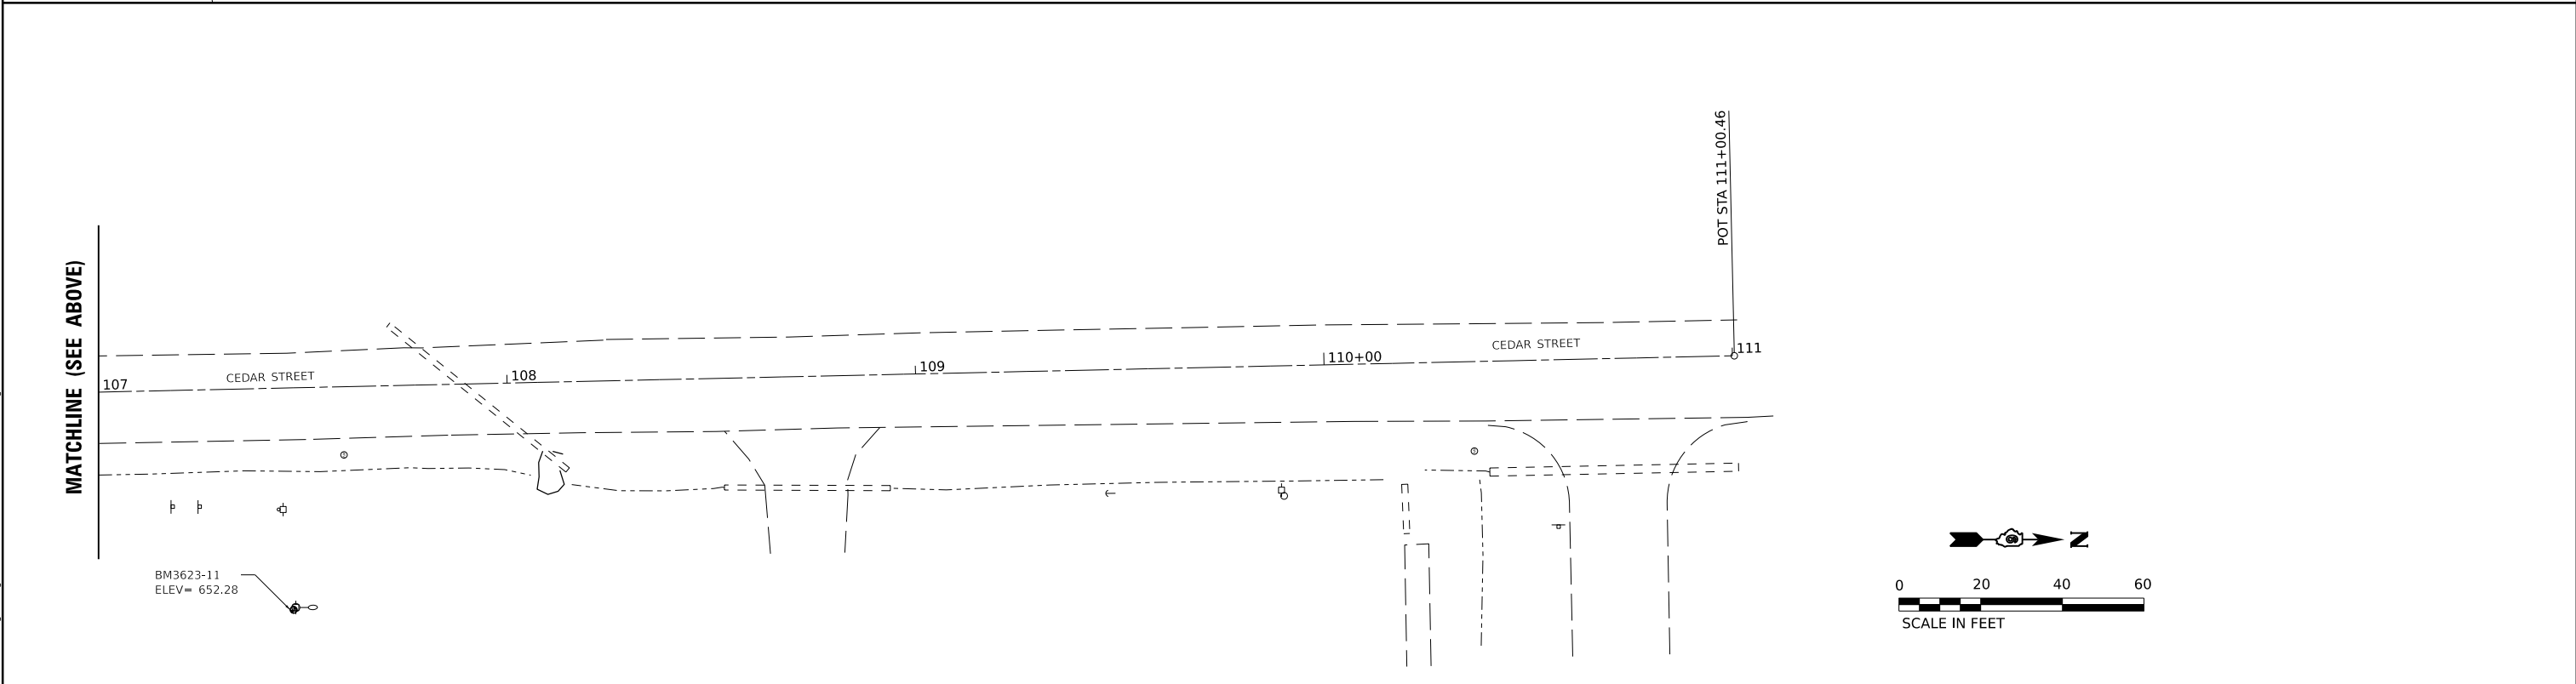 POT STA 111+00.46
MATCHLINE (SEE ABOVE)
107
CEDAR STREET
108
109
110+00
CEDAR STREET
111
BM3623-11
ELEV= 652.28
N
0 20 40 60
SCALE IN FEET